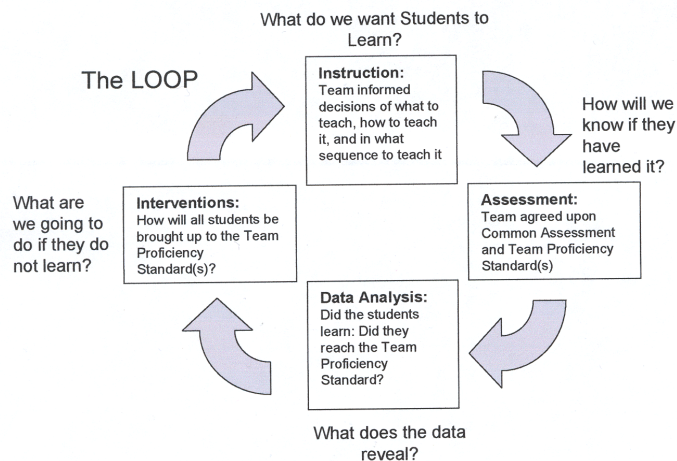 What do we want Students to
Learn?
The LOOP
Instruction:
Team informed
decisions of what to
teach, how to teach
it, and in what
sequence to teach it
How will we
know if they
have
learned it?
Assessment:
Team agreed upon
Common Assessment
and Team Proficiency
Standard(s)
Data Analysis:
Did the students
learn: Did they
reach the Team
Proficiency
Standard?
What does the data
reveal?
Interventions:
How will all students be
brought up to the Team
Proficiency
Standard(s)?
What are
we going to
do if they do
not learn?